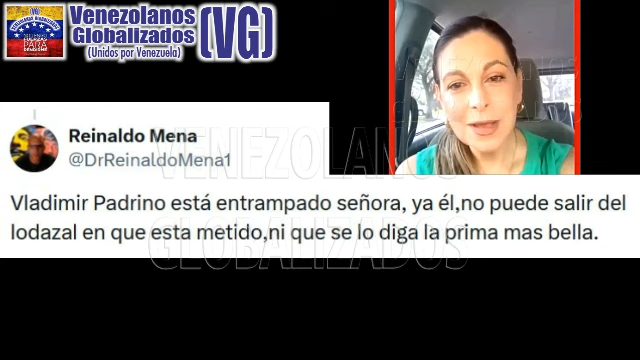 Venezolanos
Globalizados (VG)
(Unidos por Venezuela)
Reinaldo Mena
@DrReinaldoMena1
Vladimir Padrino está entrampado señora, ya él,no puede salir del
lodazal en que esta metido,ni que se lo diga la prima mas bella.
VENEZOLANOS
GLOBALIZADOS